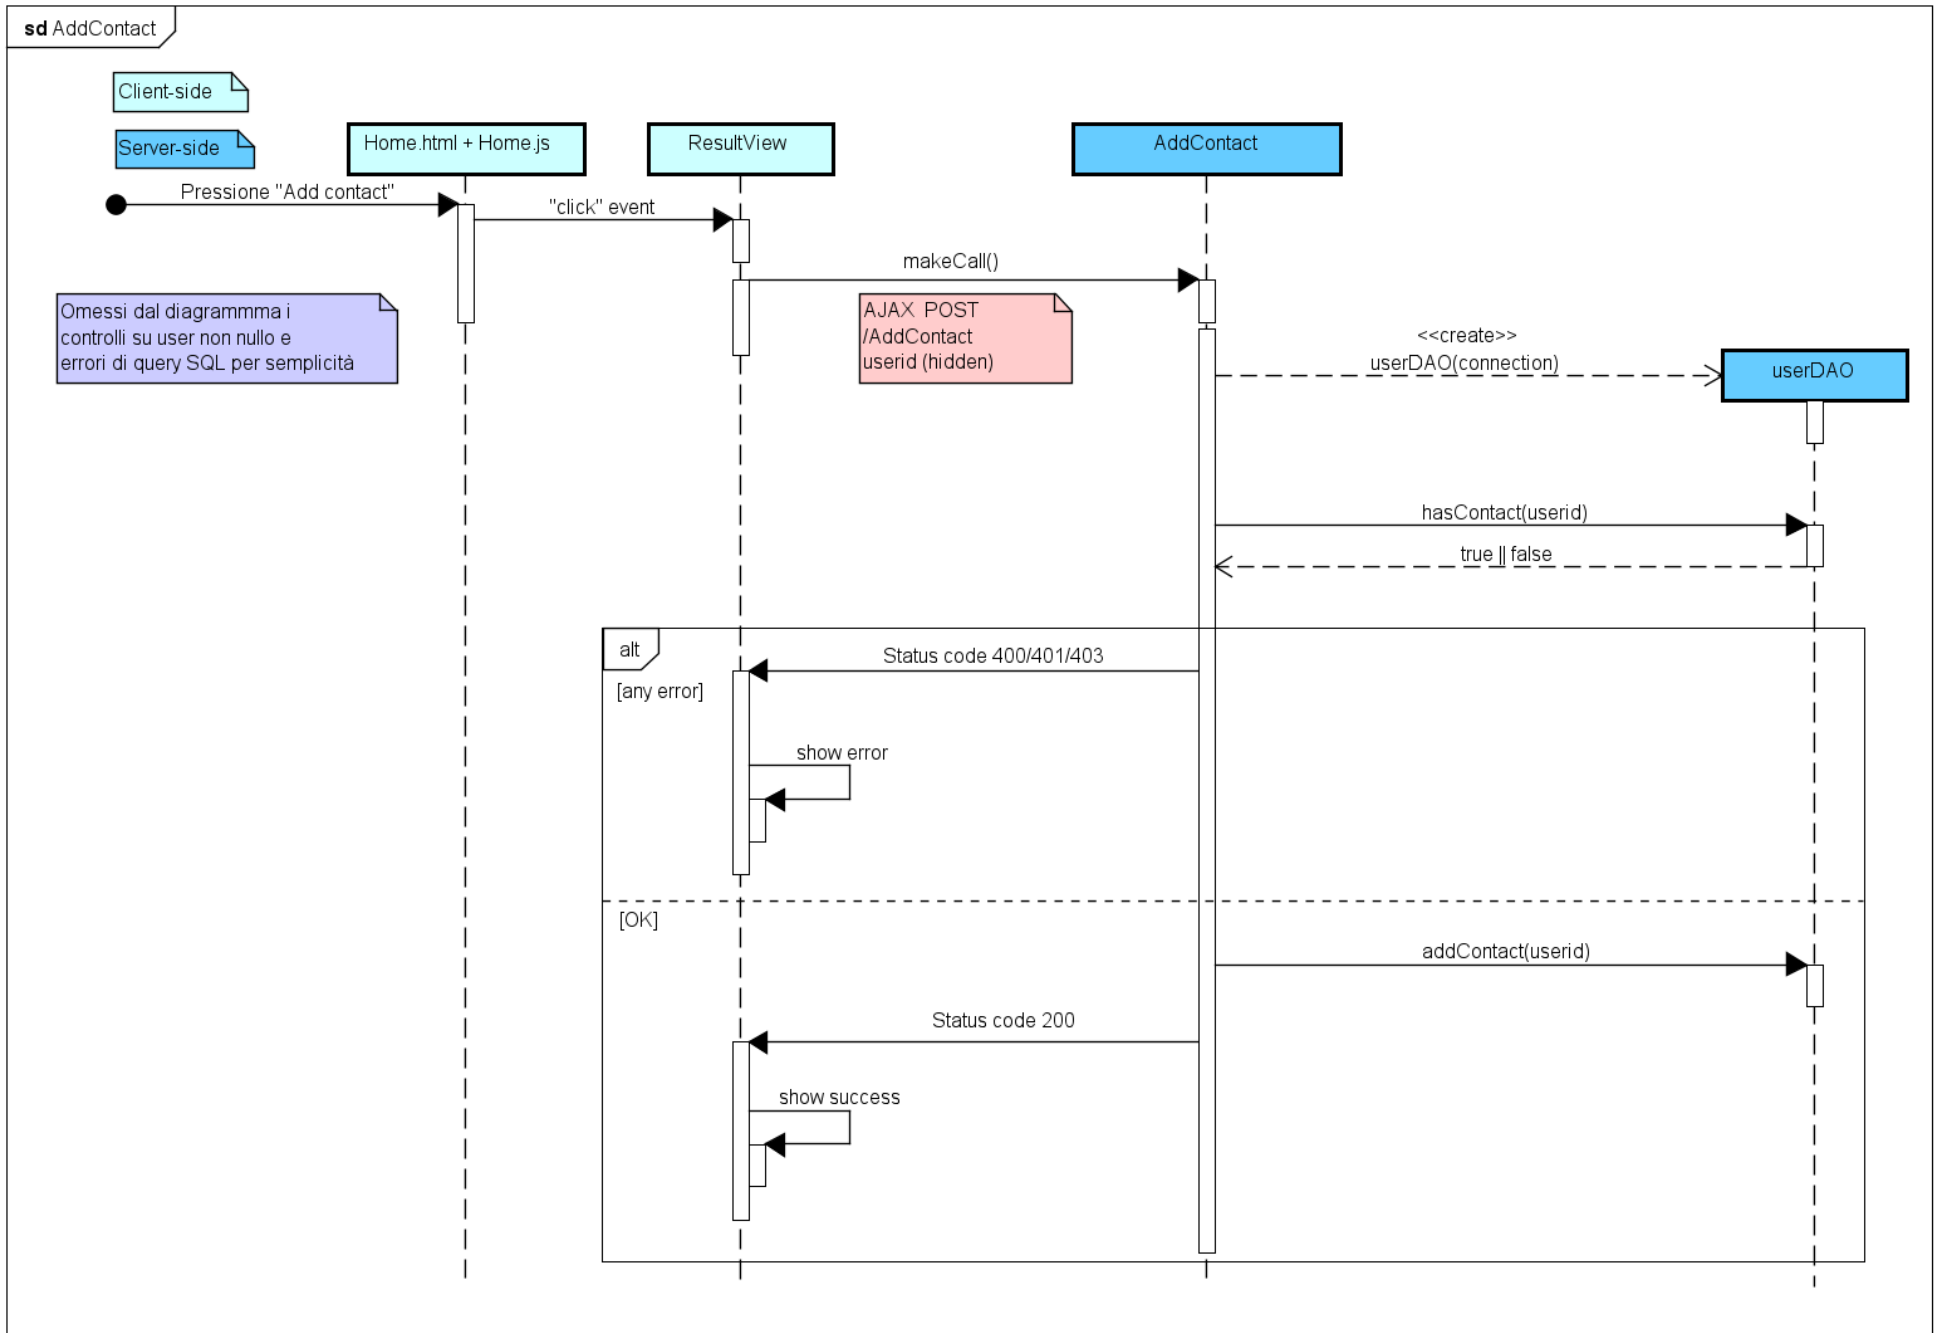 sd AddContact
Client-side
Server-side
Home.html + Home.js
ResultView
AddContact
Pressione "Add contact"
"click" event
makeCall()
Omessi dal diagrammma i
controlli su user non nullo e
errori di query SQL per semplicità
AJAX POST
/AddContact
userid (hidden)
<<create>>
userDAO(connection)
userDAO
hasContact(userid)
true || false
alt
Status code 400/401/403
[any error]
show error
[OK]
addContact(userid)
Status code 200
show success